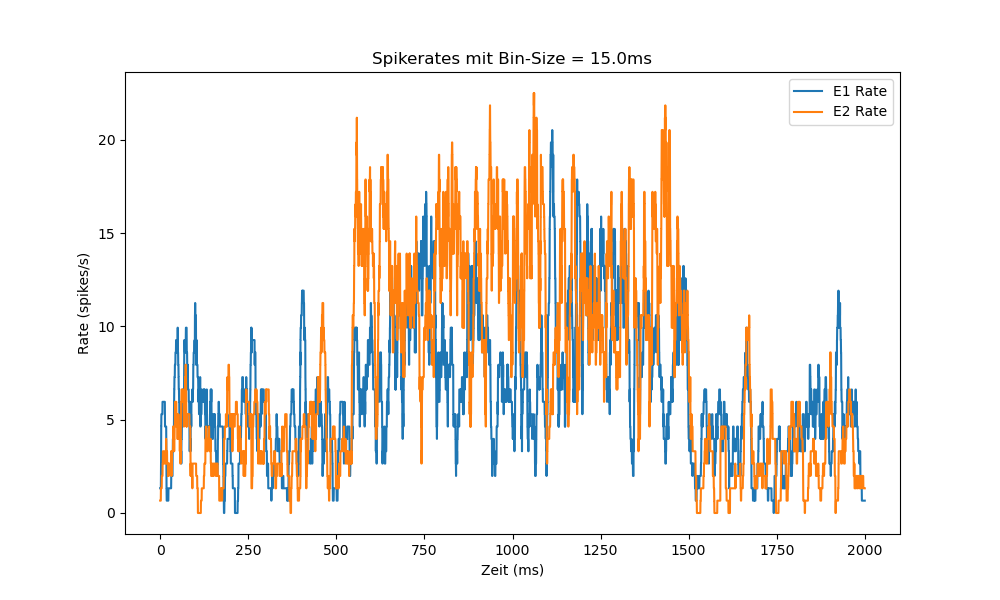 Spikerates mit Bin-Size = 15.0ms
E1 Rate
E2 Rate
Rate (spikes/s)
20
15
10
5
0
0 250 500 750 1000 1250 1500 1750 2000
Zeit (ms)